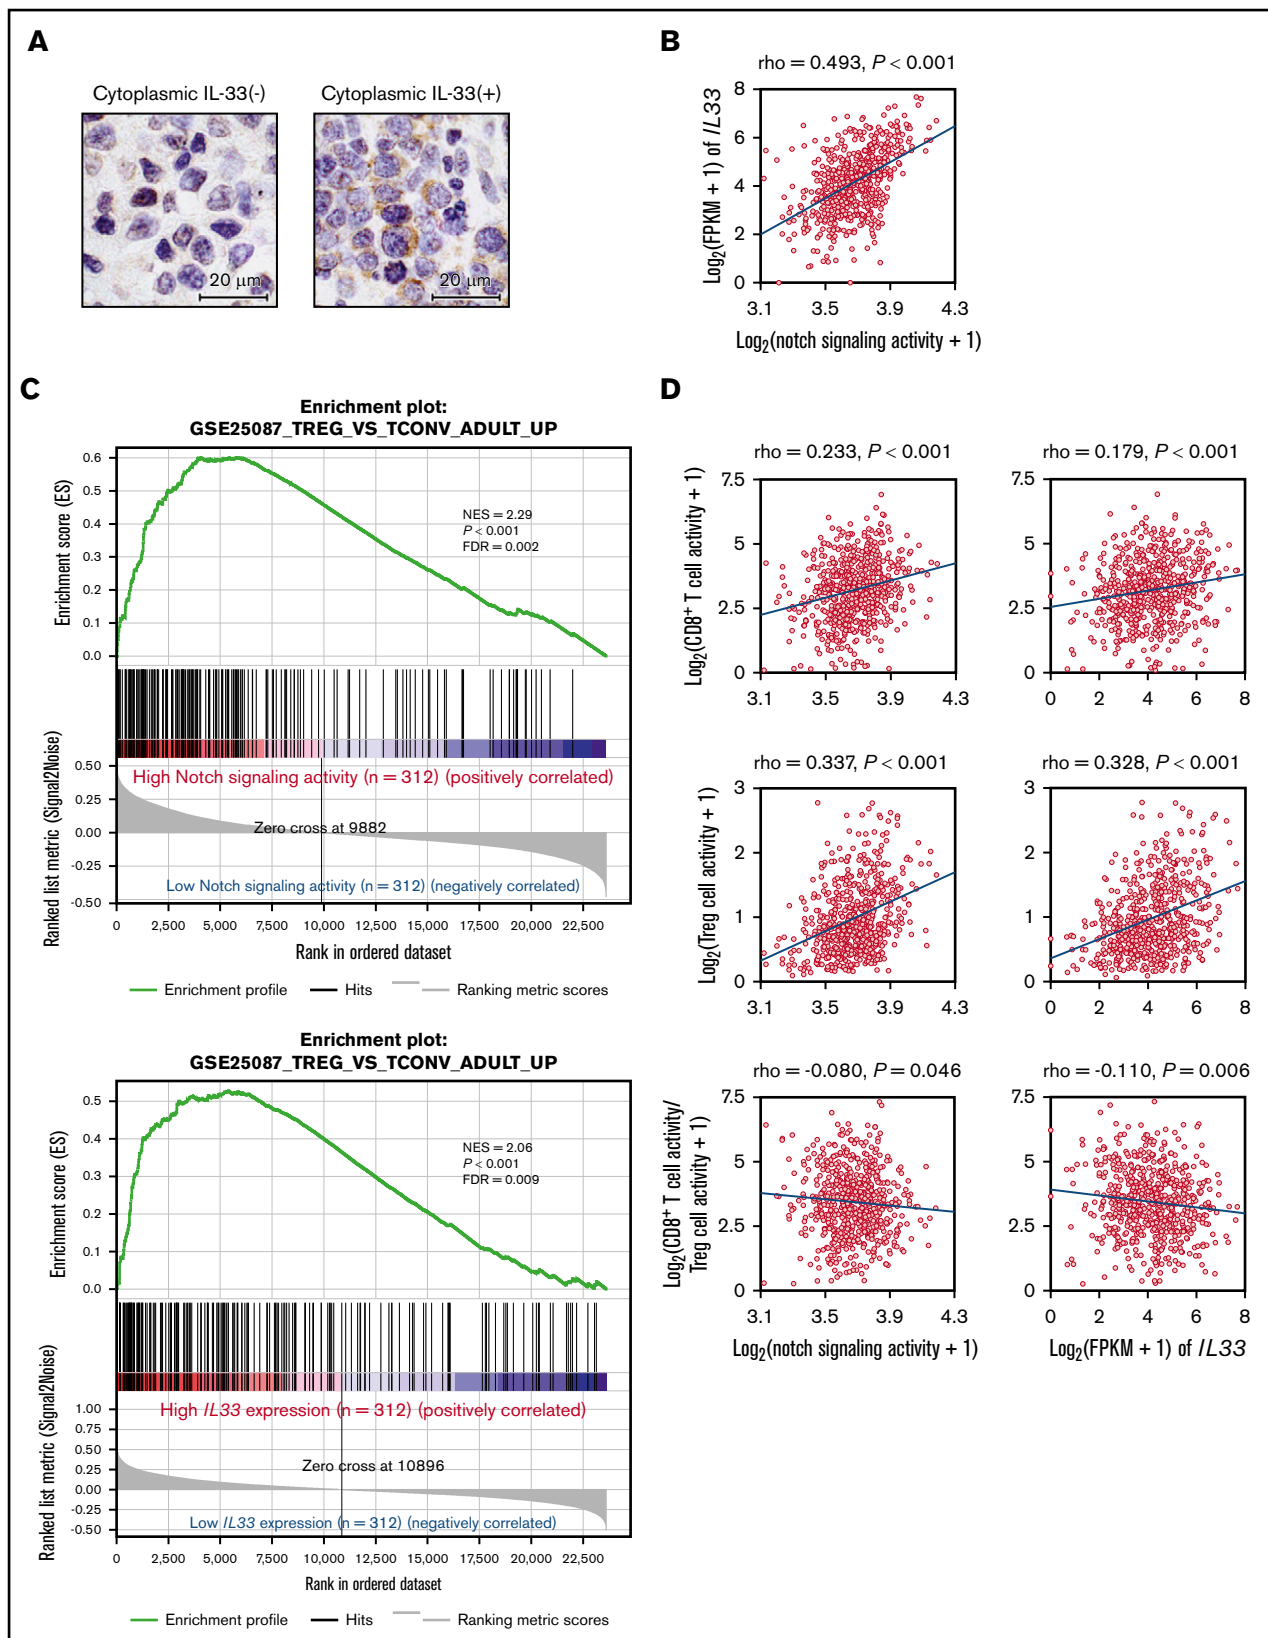 A
Cytoplasmic IL-33(-)
Cytoplasmic IL-33(+)
20 μm
20 μm
B
rho = 0.493, P < 0.001
Log2(FPKM + 1) of IL33
8
6
4
2
0
3.1 3.5 3.9 4.3
Log2(notch signaling activity + 1)
C
Enrichment plot:
GSE25087_TREG_VS_TCONV_ADULT_UP
Enrichment score (ES)
0.6
0.5
0.4
0.3
0.2
0.1
0.0
NES = 2.29
P < 0.001
FDR = 0.002
Ranked list metric (Signal2Noise)
0.50
0.25
0.00
-0.25
-0.50
High Notch signaling activity (n = 312) (positively correlated)
Zero cross at 9882
Low Notch signaling activity (n = 312) (negatively correlated)
0 2,500 5,000 7,500 10,000 12,500 15,000 17,500 20,000 22,500
Rank in ordered dataset
Enrichment profile Hits Ranking metric scores
Enrichment plot:
GSE25087_TREG_VS_TCONV_ADULT_UP
Enrichment score (ES)
0.5
0.4
0.3
0.2
0.1
0.0
NES = 2.06
P < 0.001
FDR = 0.009
Ranked list metric (Signal2Noise)
1.00
0.75
0.50
0.25
0.00
-0.25
-0.50
High IL33 expression (n = 312) (positively correlated)
Zero cross at 10896
Low IL33 expression (n = 312) (negatively correlated)
0 2,500 5,000 7,500 10,000 12,500 15,000 17,500 20,000 22,500
Rank in ordered dataset
Enrichment profile Hits Ranking metric scores
D
rho = 0.233, P < 0.001
Log2(CD8+ T cell activity + 1)
7.5
5
2.5
0
3.1 3.5 3.9 4.3
rho = 0.179, P < 0.001
7.5
5
2.5
0
0 2 4 6 8
rho = 0.337, P < 0.001
Log2(Treg cell activity + 1)
3
2
1
0
3.1 3.5 3.9 4.3
rho = 0.328, P < 0.001
3
2
1
0
0 2 4 6 8
rho = -0.080, P = 0.046
Log2(CD8+ T cell activity/
Treg cell activity + 1)
7.5
5
2.5
0
3.1 3.5 3.9 4.3
Log2(notch signaling activity + 1)
rho = -0.110, P = 0.006
7.5
5
2.5
0
0 2 4 6 8
Log2(FPKM + 1) of IL33